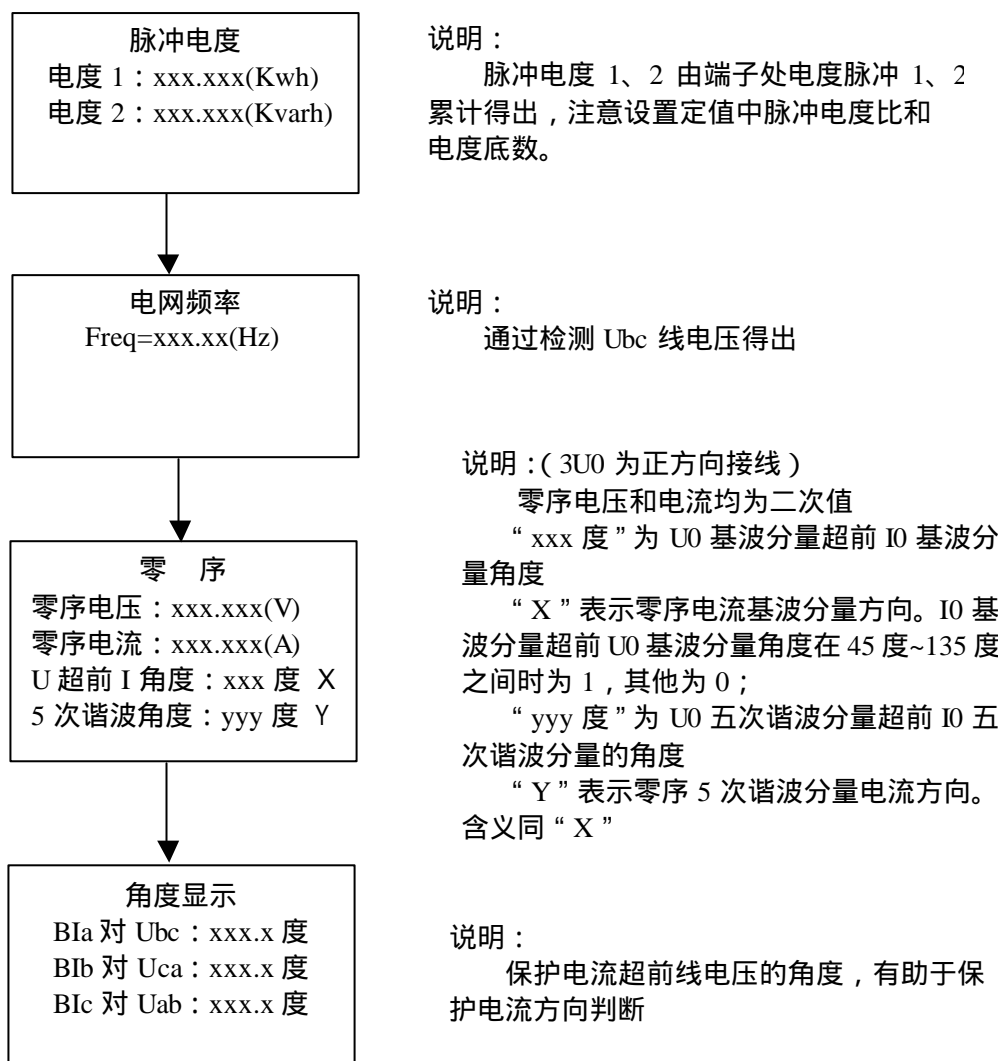 脉冲电度
电度 1：xxx.xxx(Kwh)
电度 2：xxx.xxx(Kvarh)
说明：
脉冲电度 1、2 由端子处电度脉冲 1、2
累计得出，注意设置定值中脉冲电度比和
电度底数。
电网频率
Freq=xxx.xx(Hz)
说明：
通过检测 Ubc 线电压得出
零 序
零序电压：xxx.xxx(V)
零序电流：xxx.xxx(A)
U 超前 I 角度：xxx 度 X
5 次谐波角度：yyy 度 Y
说明：（3U0 为正方向接线）
零序电压和电流均为二次值
“xxx 度”为 U0 基波分量超前 I0 基波分
量角度
“X”表示零序电流基波分量方向。I0 基
波分量超前 U0 基波分量角度在 45 度~135 度
之间时为 1，其他为 0；
“yyy 度”为 U0 五次谐波分量超前 I0 五
次谐波分量的角度
“Y”表示零序 5 次谐波分量电流方向。
含义同“X”
角度显示
BIa 对 Ubc：xxx.x 度
BIb 对 Uca：xxx.x 度
BIc 对 Uab：xxx.x 度
说明：
保护电流超前线电压的角度，有助于保
护电流方向判断